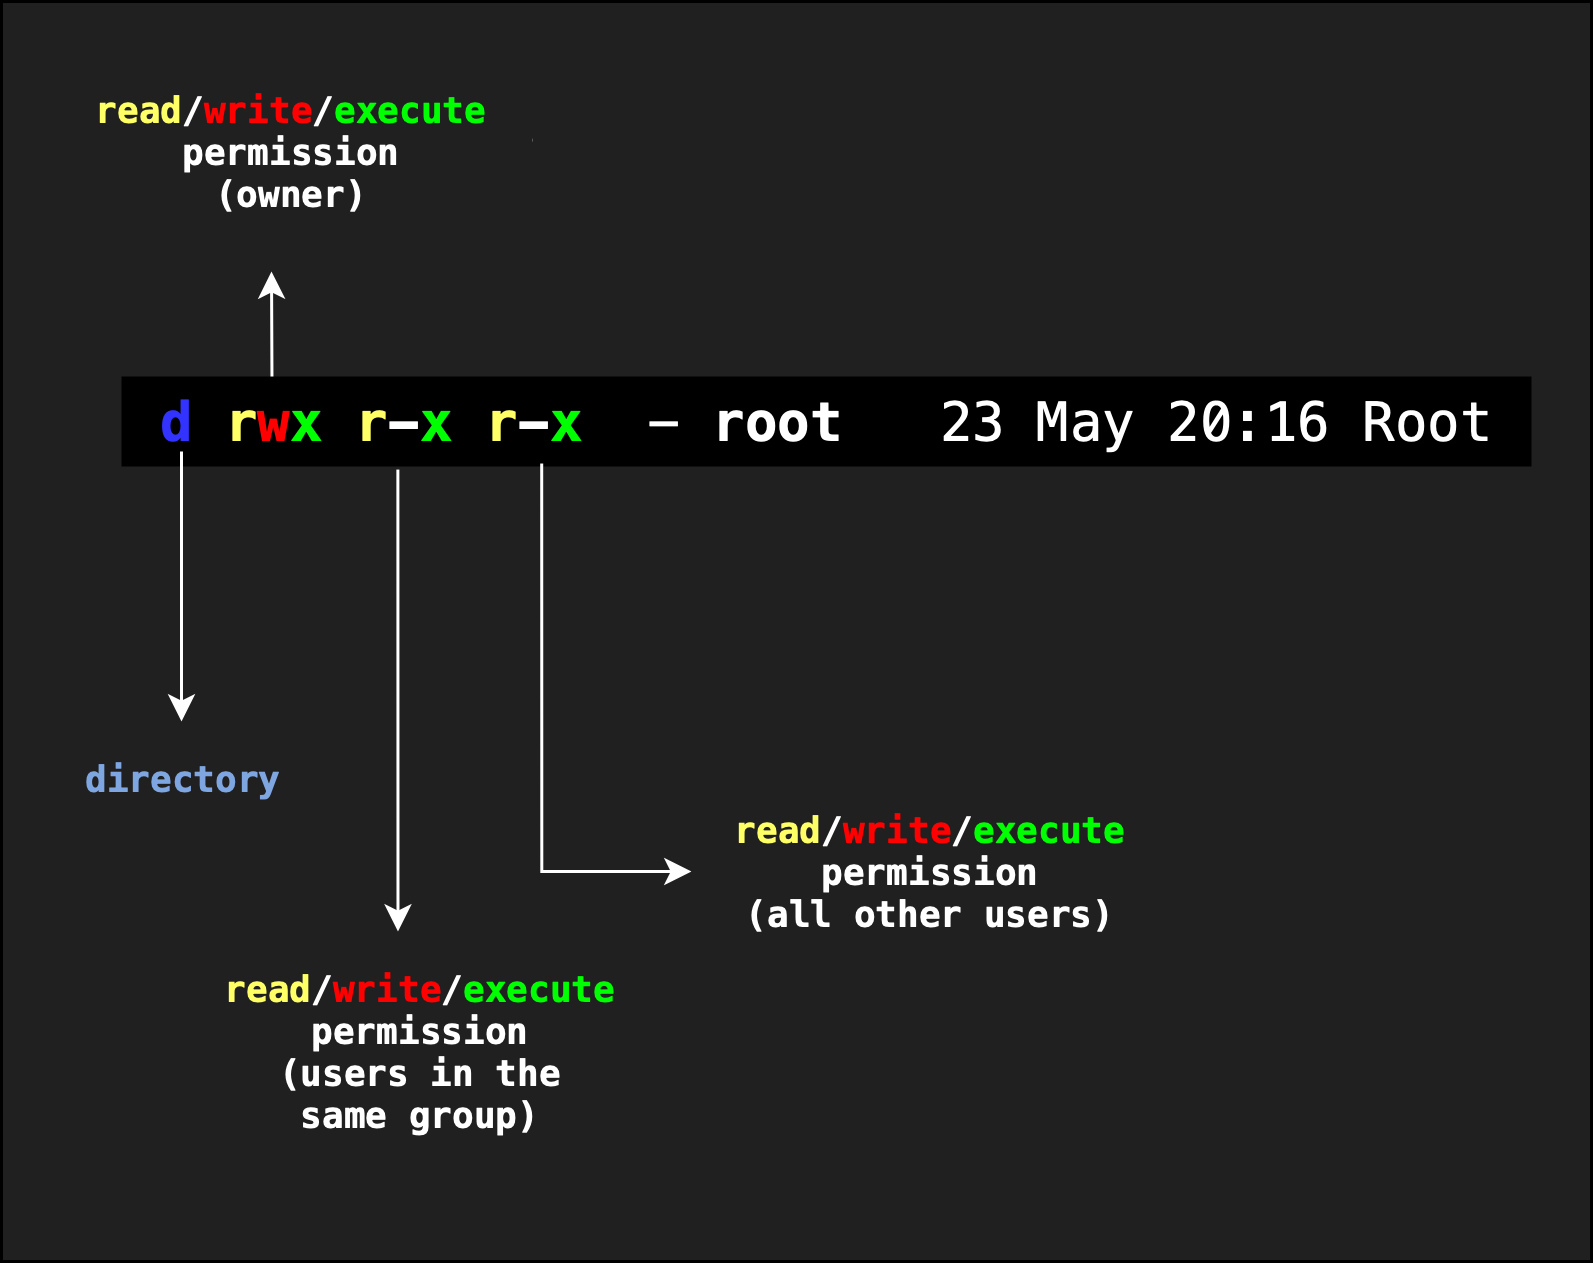 read/write/execute
permission
(owner)
d rwx r-x r-x - root 23 May 20:16 Root
directory
read/write/execute
permission
(all other users)
read/write/execute
permission
(users in the
same group)